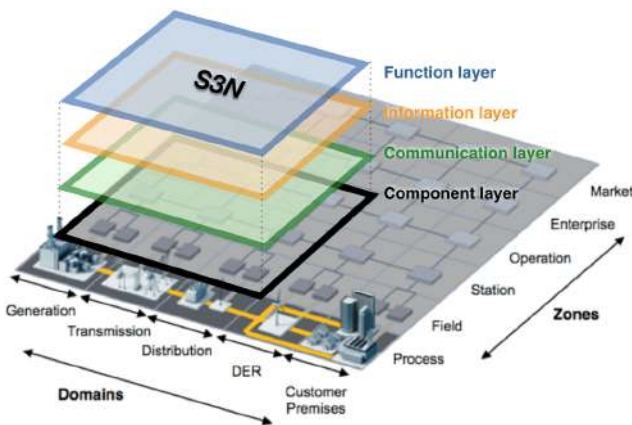 S3N
Function layer
Information layer
Communication layer
Component layer
Market
Enterprise
Operation
Station
Field
Process
Zones
Generation
Transmission
Distribution
DER
Customer
Premises
Domains